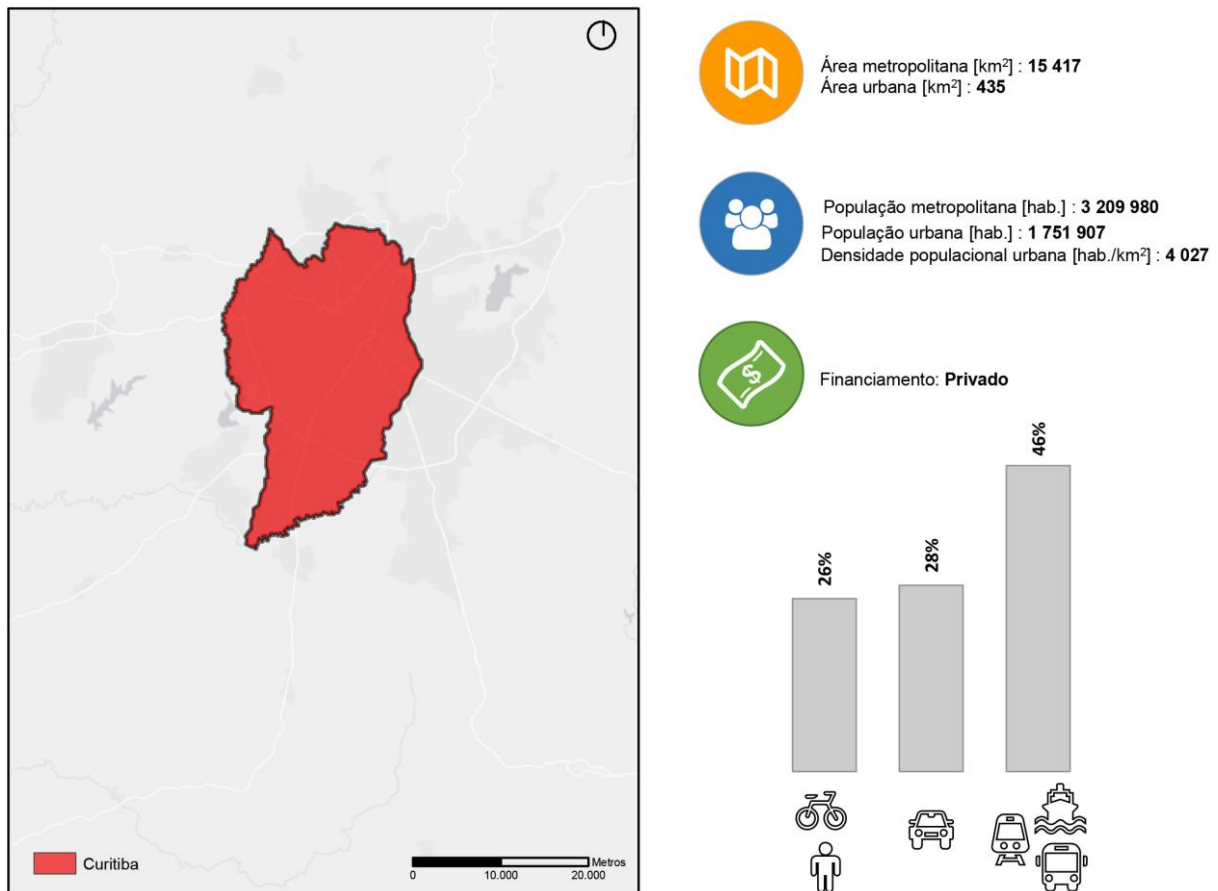 Área metropolitana [km²] : 15 417
Área urbana [km²] : 435
População metropolitana [hab.] : 3 209 980
População urbana [hab.] : 1 751 907
Densidade populacional urbana [hab./km²] : 4 027
$
Financiamento: Privado
26%
28%
46%
Curitiba
Metros
0
10.000
20.000